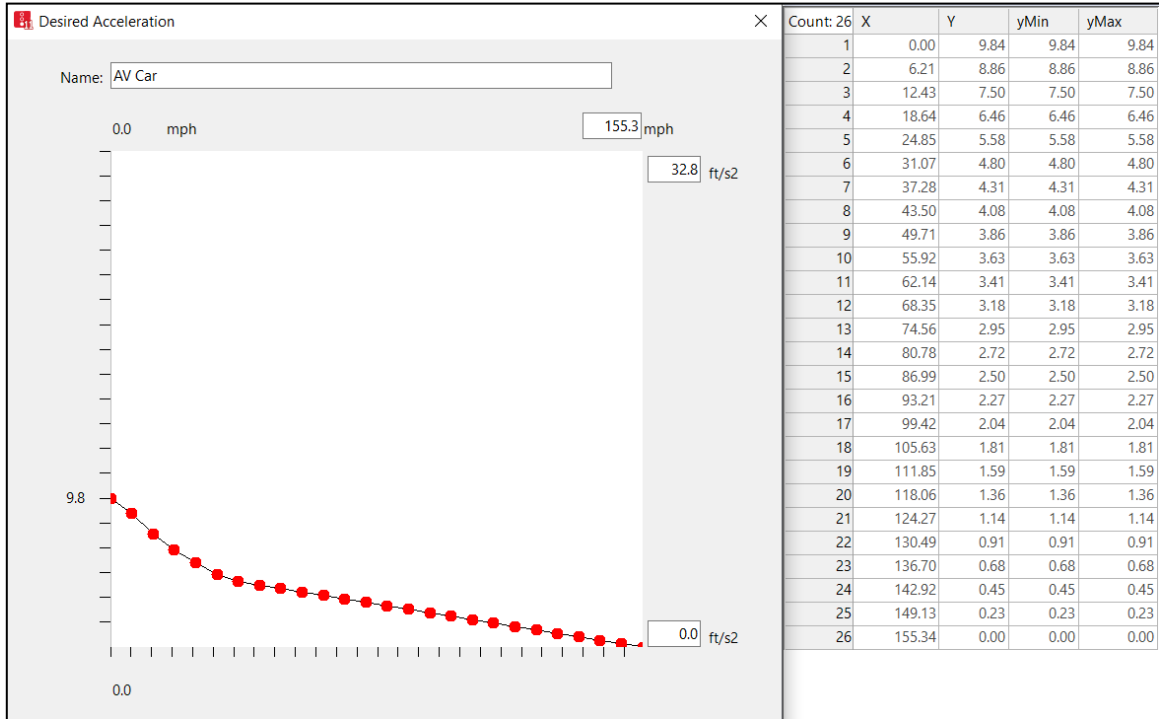 Desired Acceleration
Name: AV Car
0.0 mph 155.3 mph
32.8 ft/s2
9.8
0.0 ft/s2
0.0
Count: 26 X Y yMin yMax
1 0.00 9.84 9.84 9.84
2 6.21 8.86 8.86 8.86
3 12.43 7.50 7.50 7.50
4 18.64 6.46 6.46 6.46
5 24.85 5.58 5.58 5.58
6 31.07 4.80 4.80 4.80
7 37.28 4.31 4.31 4.31
8 43.50 4.08 4.08 4.08
9 49.71 3.86 3.86 3.86
10 55.92 3.63 3.63 3.63
11 62.14 3.41 3.41 3.41
12 68.35 3.18 3.18 3.18
13 74.56 2.95 2.95 2.95
14 80.78 2.72 2.72 2.72
15 86.99 2.50 2.50 2.50
16 93.21 2.27 2.27 2.27
17 99.42 2.04 2.04 2.04
18 105.63 1.81 1.81 1.81
19 111.85 1.59 1.59 1.59
20 118.06 1.36 1.36 1.36
21 124.27 1.14 1.14 1.14
22 130.49 0.91 0.91 0.91
23 136.70 0.68 0.68 0.68
24 142.92 0.45 0.45 0.45
25 149.13 0.23 0.23 0.23
26 155.34 0.00 0.00 0.00